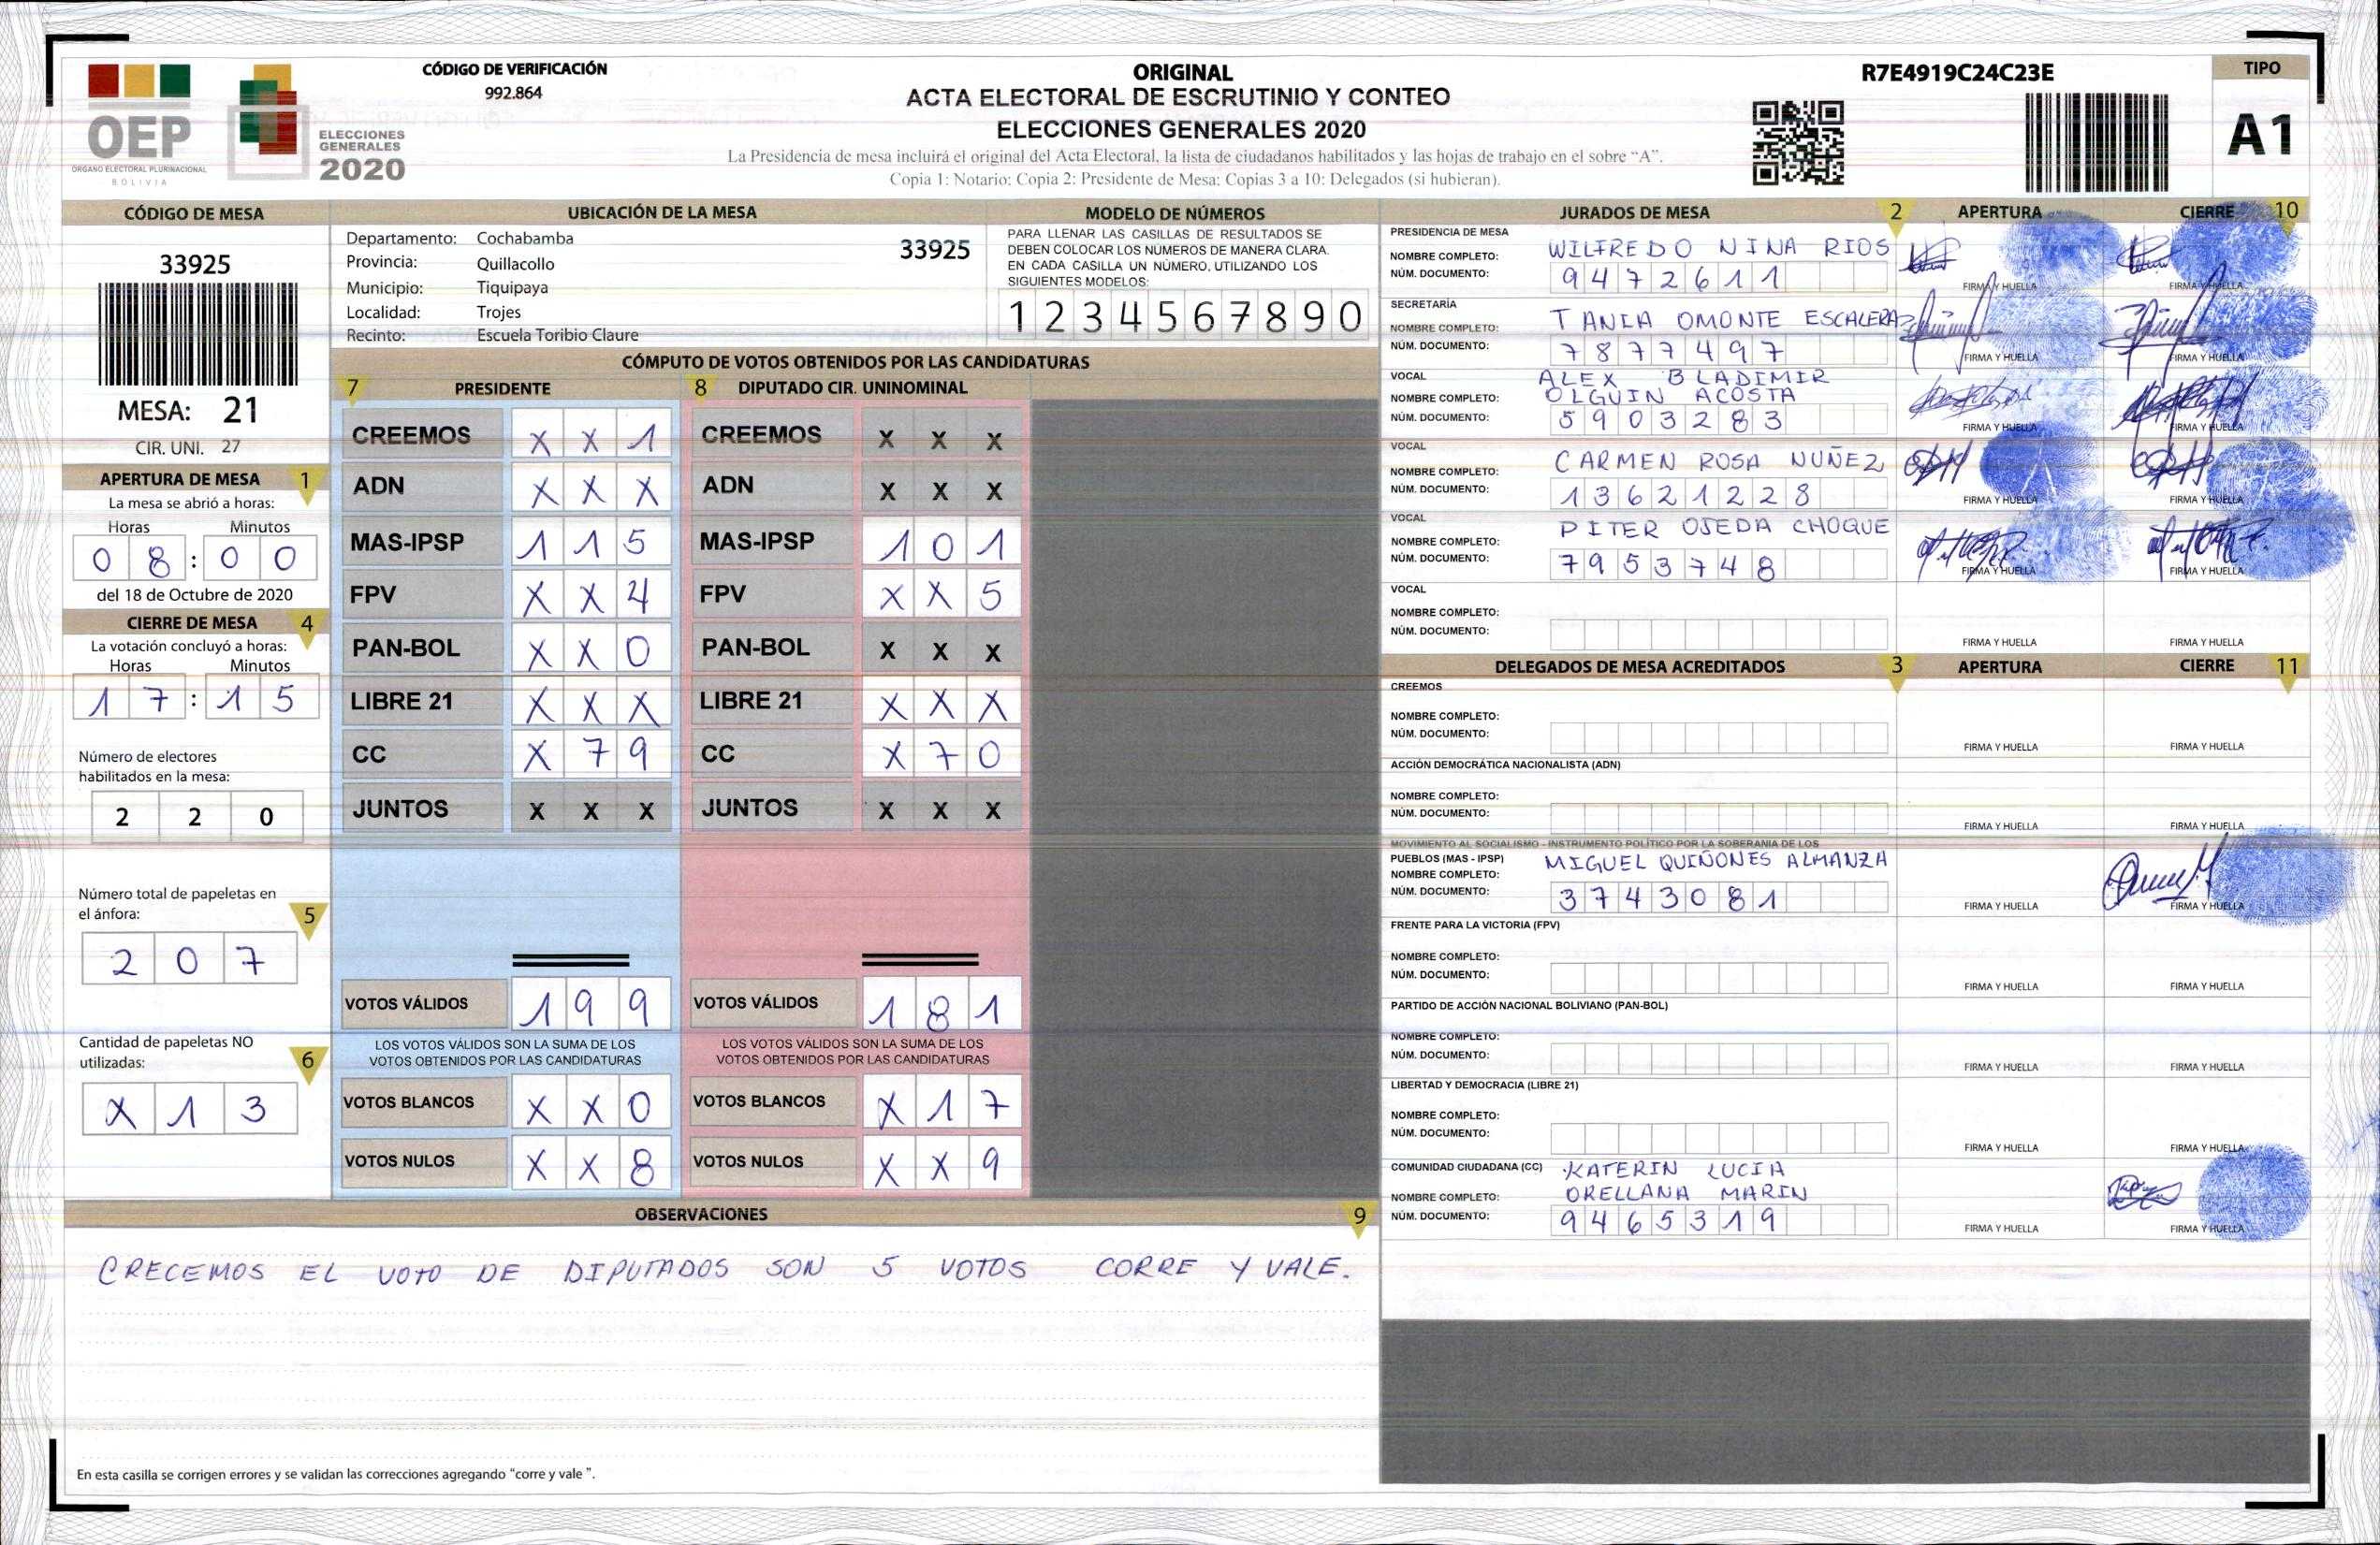 OEP
ÓRGANO ELECTORAL PLURINACIONAL
BOLIVIA
ELECCIONES
GENERALES
2020
CÓDIGO DE VERIFICACIÓN
992.864
ORIGINAL
ACTA ELECTORAL DE ESCRUTINIO Y CONTEO
ELECCIONES GENERALES 2020
La Presidencia de mesa incluirá el original del Acta Electoral, la lista de ciudadanos habilitados y las hojas de trabajo en el sobre "A".
Copia 1: Notario: Copia 2: Presidente de Mesa: Copias 3 a 10: Delegados (si hubieran).
R7E4919C24C23E
TIPO
A1
CÓDIGO DE MESA
33925
MESA: 21
CIR. UNI. 27
APERTURA DE MESA 1
La mesa se abrió a horas:
Horas Minutos
0 8 : 0 0
del 18 de Octubre de 2020
CIERRE DE MESA 4
La votación concluyó a horas:
Horas Minutos
1 7 : 1 5
Número de electores
habilitados en la mesa:
2 2 0
Número total de papeletas en
el ánfora: 5
2 0 7
Cantidad de papeletas NO
utilizadas: 6
X 1 3
UBICACIÓN DE LA MESA
Departamento: Cochabamba 33925
Provincia: Quillacollo
Municipio: Tiquipaya
Localidad: Trojes
Recinto: Escuela Toribio Claure
MODELO DE NÚMEROS
PARA LLENAR LAS CASILLAS DE RESULTADOS SE
DEBEN COLOCAR LOS NÚMEROS DE MANERA CLARA.
EN CADA CASILLA UN NÚMERO, UTILIZANDO LOS
SIGUIENTES MODELOS:
1 2 3 4 5 6 7 8 9 0
CÓMPUTO DE VOTOS OBTENIDOS POR LAS CANDIDATURAS
7 PRESIDENTE 8 DIPUTADO CIR. UNINOMINAL
CREEMOS X X 1 CREEMOS X X X
ADN X X X ADN X X X
MAS-IPSP 1 1 5 MAS-IPSP 1 0 1
FPV X X 4 FPV X X 5
PAN-BOL X X 0 PAN-BOL X X X
LIBRE 21 X X X LIBRE 21 X X X
CC X 7 9 CC X 7 0
JUNTOS X X X JUNTOS X X X
VOTOS VÁLIDOS 1 9 9 VOTOS VÁLIDOS 1 8 1
LOS VOTOS VÁLIDOS SON LA SUMA DE LOS LOS VOTOS VÁLIDOS SON LA SUMA DE LOS
VOTOS OBTENIDOS POR LAS CANDIDATURAS VOTOS OBTENIDOS POR LAS CANDIDATURAS
VOTOS BLANCOS X X 0 VOTOS BLANCOS X 1 7
VOTOS NULOS X X 8 VOTOS NULOS X X 9
OBSERVACIONES 9
CRECEMOS EL VOTO DE DIPUTADOS SON 5 VOTOS CORRE Y VALE.
En esta casilla se corrigen errores y se validan las correcciones agregando "corre y vale ".
JURADOS DE MESA 2 APERTURA CIERRE 10
PRESIDENCIA DE MESA
NOMBRE COMPLETO: WILFREDO NINA RIOS
NÚM. DOCUMENTO: 9472611
FIRMA Y HUELLA FIRMA Y HUELLA
SECRETARÍA
NOMBRE COMPLETO: TANIA OMONTE ESCALERA
NÚM. DOCUMENTO: 7877497
FIRMA Y HUELLA FIRMA Y HUELLA
VOCAL ALEX BLADIMIR
NOMBRE COMPLETO: OLGUIN ACOSTA
NÚM. DOCUMENTO: 5903283
FIRMA Y HUELLA FIRMA Y HUELLA
VOCAL
NOMBRE COMPLETO: CARMEN ROSA NUÑEZ
NÚM. DOCUMENTO: 13621228
FIRMA Y HUELLA FIRMA Y HUELLA
VOCAL
NOMBRE COMPLETO: PITER OJEDA CHOQUE
NÚM. DOCUMENTO: 7953748
FIRMA Y HUELLA FIRMA Y HUELLA
VOCAL
NOMBRE COMPLETO:
NÚM. DOCUMENTO:
FIRMA Y HUELLA FIRMA Y HUELLA
DELEGADOS DE MESA ACREDITADOS 3 APERTURA CIERRE 11
CREEMOS
NOMBRE COMPLETO:
NÚM. DOCUMENTO:
FIRMA Y HUELLA FIRMA Y HUELLA
ACCIÓN DEMOCRÁTICA NACIONALISTA (ADN)
NOMBRE COMPLETO:
NÚM. DOCUMENTO:
FIRMA Y HUELLA FIRMA Y HUELLA
MOVIMIENTO AL SOCIALISMO - INSTRUMENTO POLÍTICO POR LA SOBERANIA DE LOS
PUEBLOS (MAS - IPSP) MIGUEL QUIÑONES ALMANZA
NOMBRE COMPLETO:
NÚM. DOCUMENTO: 3743081
FIRMA Y HUELLA FIRMA Y HUELLA
FRENTE PARA LA VICTORIA (FPV)
NOMBRE COMPLETO:
NÚM. DOCUMENTO:
FIRMA Y HUELLA FIRMA Y HUELLA
PARTIDO DE ACCIÓN NACIONAL BOLIVIANO (PAN-BOL)
NOMBRE COMPLETO:
NÚM. DOCUMENTO:
FIRMA Y HUELLA FIRMA Y HUELLA
LIBERTAD Y DEMOCRACIA (LIBRE 21)
NOMBRE COMPLETO:
NÚM. DOCUMENTO:
FIRMA Y HUELLA FIRMA Y HUELLA
COMUNIDAD CIUDADANA (CC) KATERIN LUCIA
NOMBRE COMPLETO: ORELLANA MARIN
NÚM. DOCUMENTO: 9465319
FIRMA Y HUELLA FIRMA Y HUELLA